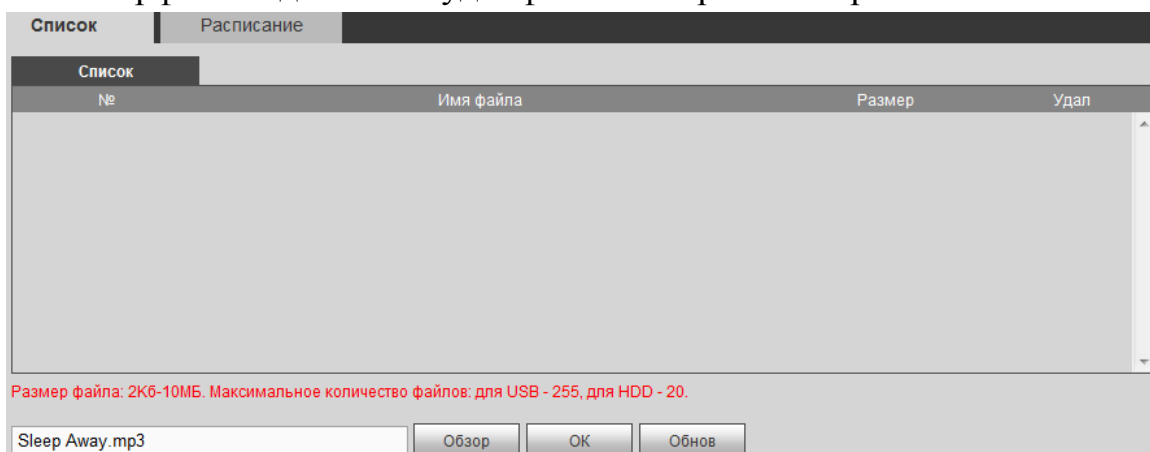 Список Расписание
Список
№ Имя файла Размер Удал
Размер файла: 2Кб-10МБ. Максимальное количество файлов: для USB - 255, для HDD - 20.
Sleep Away.mp3 Обзор ОК Обнов